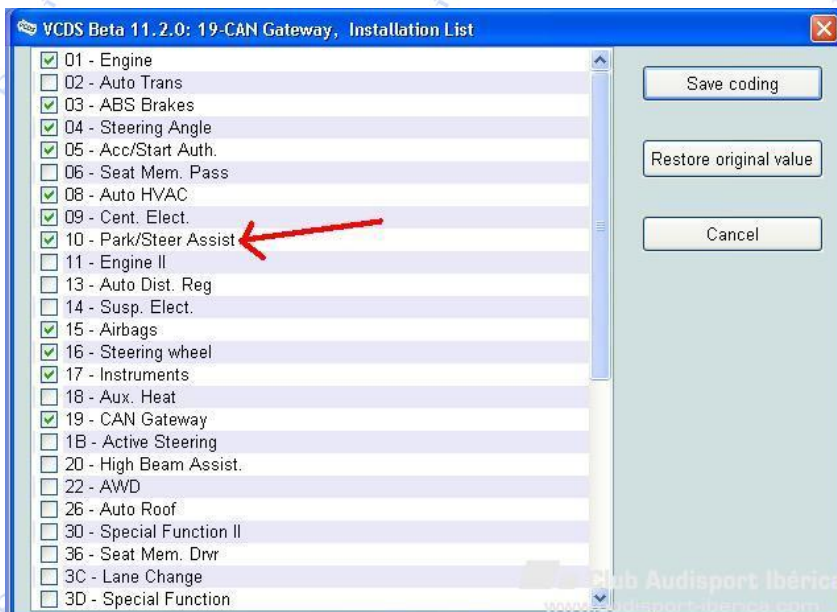 VCDS Beta 11.2.0: 19-CAN Gateway, Installation List
01 - Engine
02 - Auto Trans
03 - ABS Brakes
04 - Steering Angle
05 - Acc/Start Auth.
06 - Seat Mem. Pass
08 - Auto HVAC
09 - Cent. Elect.
10 - Park/Steer Assist
11 - Engine II
13 - Auto Dist. Reg
14 - Susp. Elect.
15 - Airbags
16 - Steering wheel
17 - Instruments
18 - Aux. Heat
19 - CAN Gateway
1B - Active Steering
20 - High Beam Assist.
22 - AWD
26 - Auto Roof
30 - Special Function II
36 - Seat Mem. Drvr
3C - Lane Change
3D - Special Function
Save coding
Restore original value
Cancel
Club Audisport Ibérica